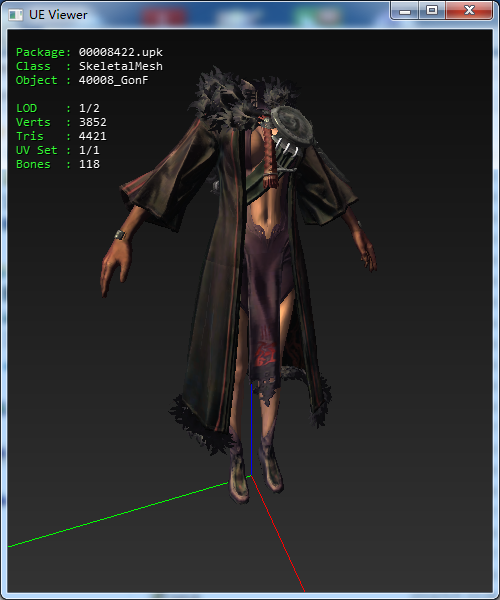 UE Viewer
Package: 00008422.upk
Class : SkeletalMesh
Object : 40008_GonF
LOD : 1/2
Verts : 3852
Tris : 4421
UV Set : 1/1
Bones : 118